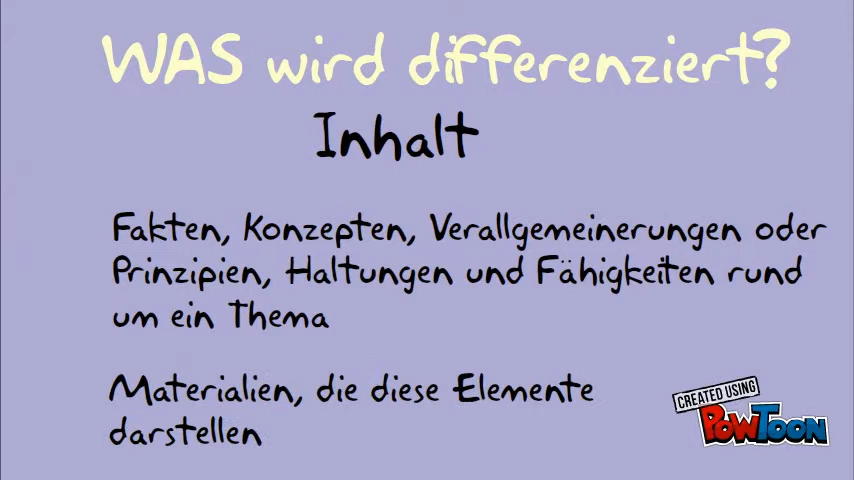 WAS wird differenziert?
Inhalt
Fakten, Konzepten, Verallgemeinerungen oder
Prinzipien, Haltungen und Fähigkeiten rund
um ein Thema
Materialien, die diese Elemente
darstellen
CREATED USING
POWTOON